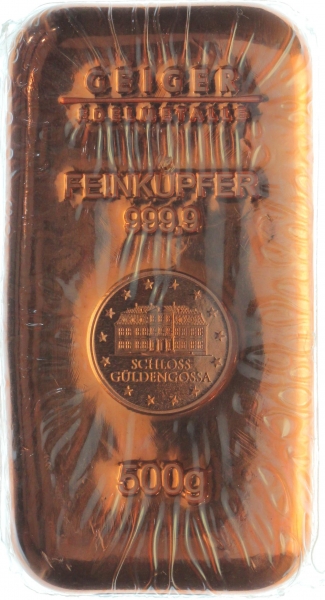 GEIGER
EDELMETALLE
FEINKUPFER
999,9
SCHLOSS
GÜLDENGOSSA
500g